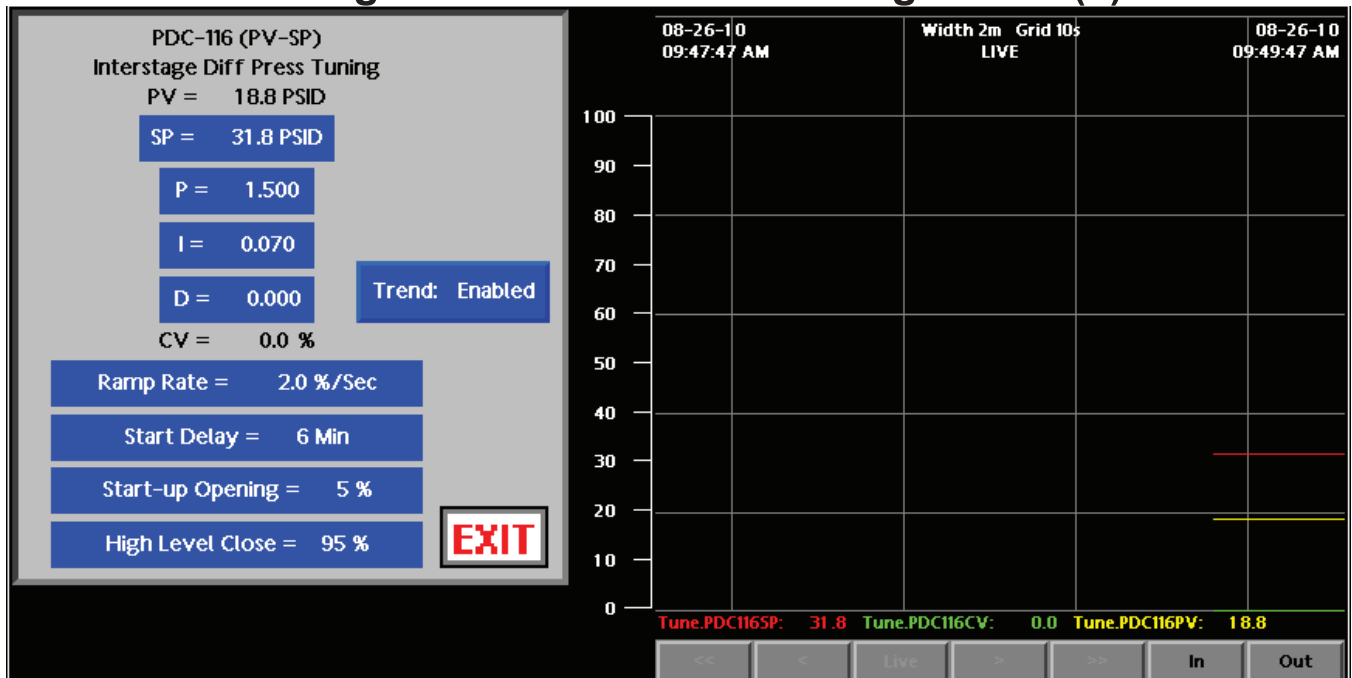 PDC-116 (PV-SP)
Interstage Diff Press Tuning
PV = 18.8 PSID
SP = 31.8 PSID
P = 1.500
I = 0.070
D = 0.000
Trend: Enabled
CV = 0.0 %
Ramp Rate = 2.0 %/Sec
Start Delay = 6 Min
Start-up Opening = 5 %
High Level Close = 95 %
EXIT
08-26-10 Width 2m Grid 10s 08-26-10
09:47:47 AM LIVE 09:49:47 AM
100
90
80
70
60
50
40
30
20
10
0
Tune.PDC116SP: 31.8 Tune.PDC116CV: 0.0 Tune.PDC116PV: 18.8
<< < Live > >> In Out